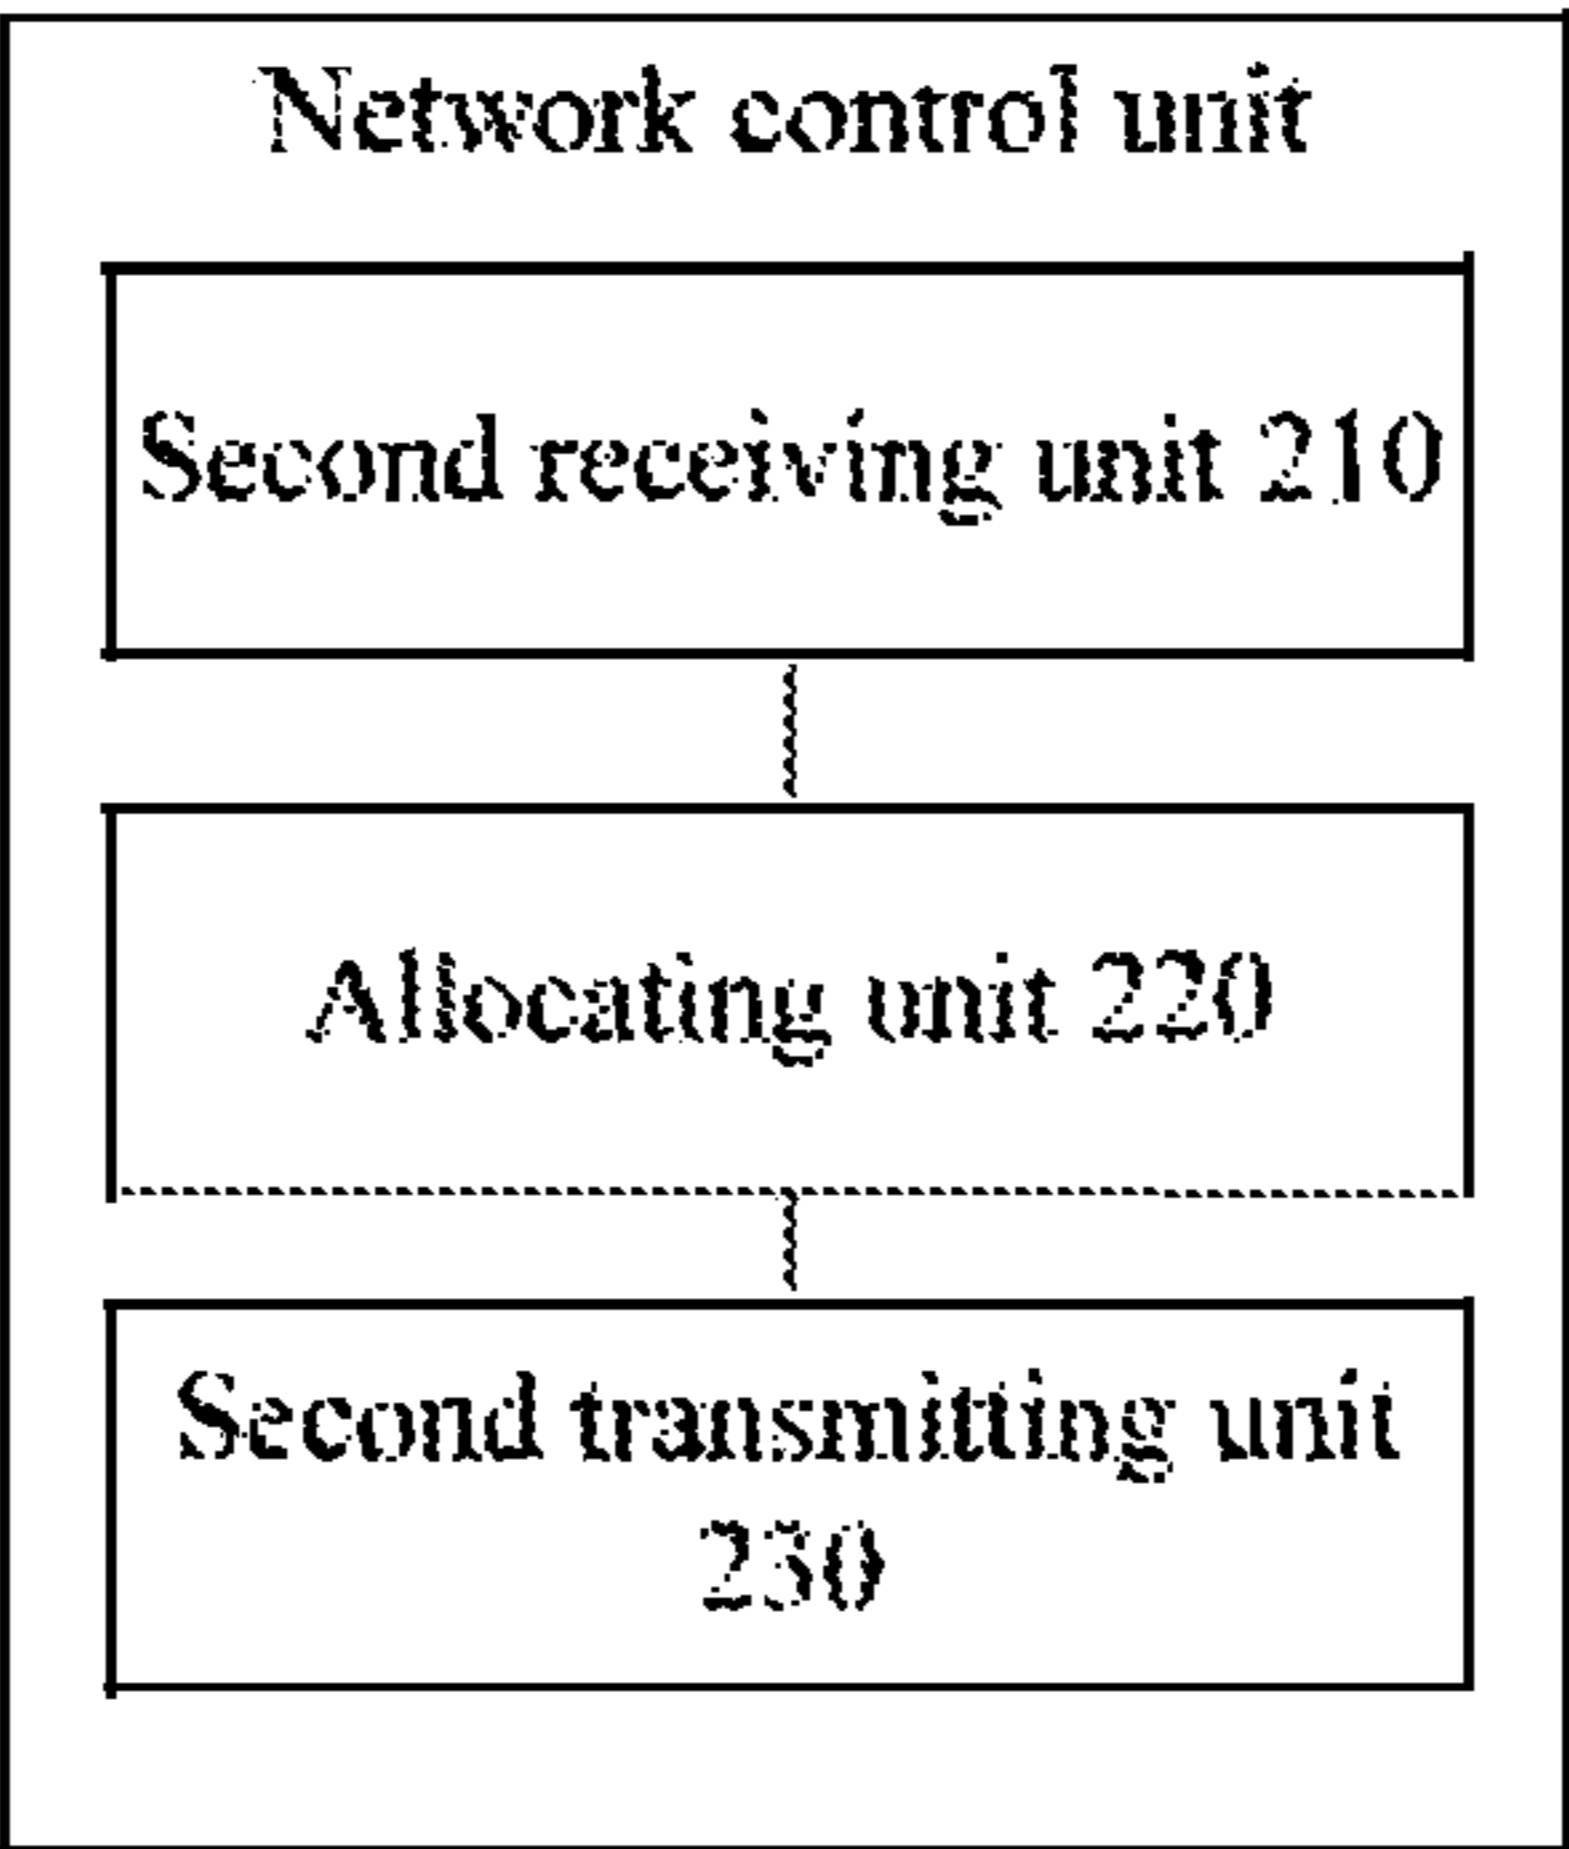 Network control unit
Second receiving unit 210
Allocating unit 220
Second transmitting unit
230